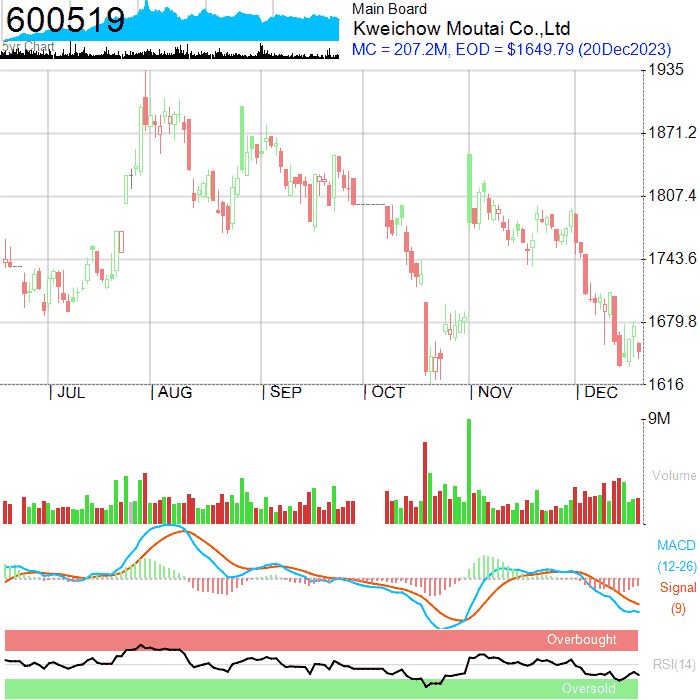 600519
5yr Chart
Main Board
Kweichow Moutai Co.,Ltd
MC = 207.2M, EOD = $1649.79 (20Dec2023)
1935
1871.2
1807.4
1743.6
1679.8
1616
JUL AUG SEP OCT NOV DEC
9M
Volume
MACD
(12-26)
Signal
(9)
Overbought
RSI(14)
Oversold